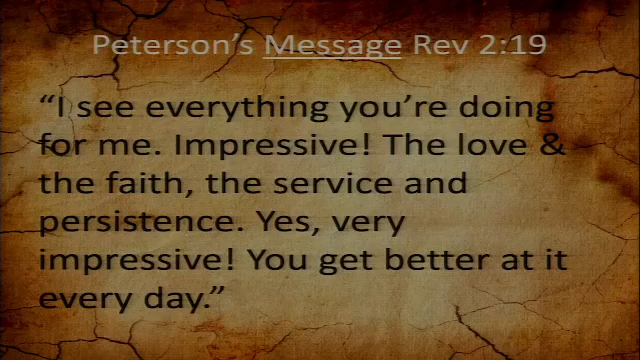 Peterson’s Message Rev 2:19
“I see everything you’re doing
for me. Impressive! The love &
the faith, the service and
persistence. Yes, very
impressive! You get better at it
every day.”